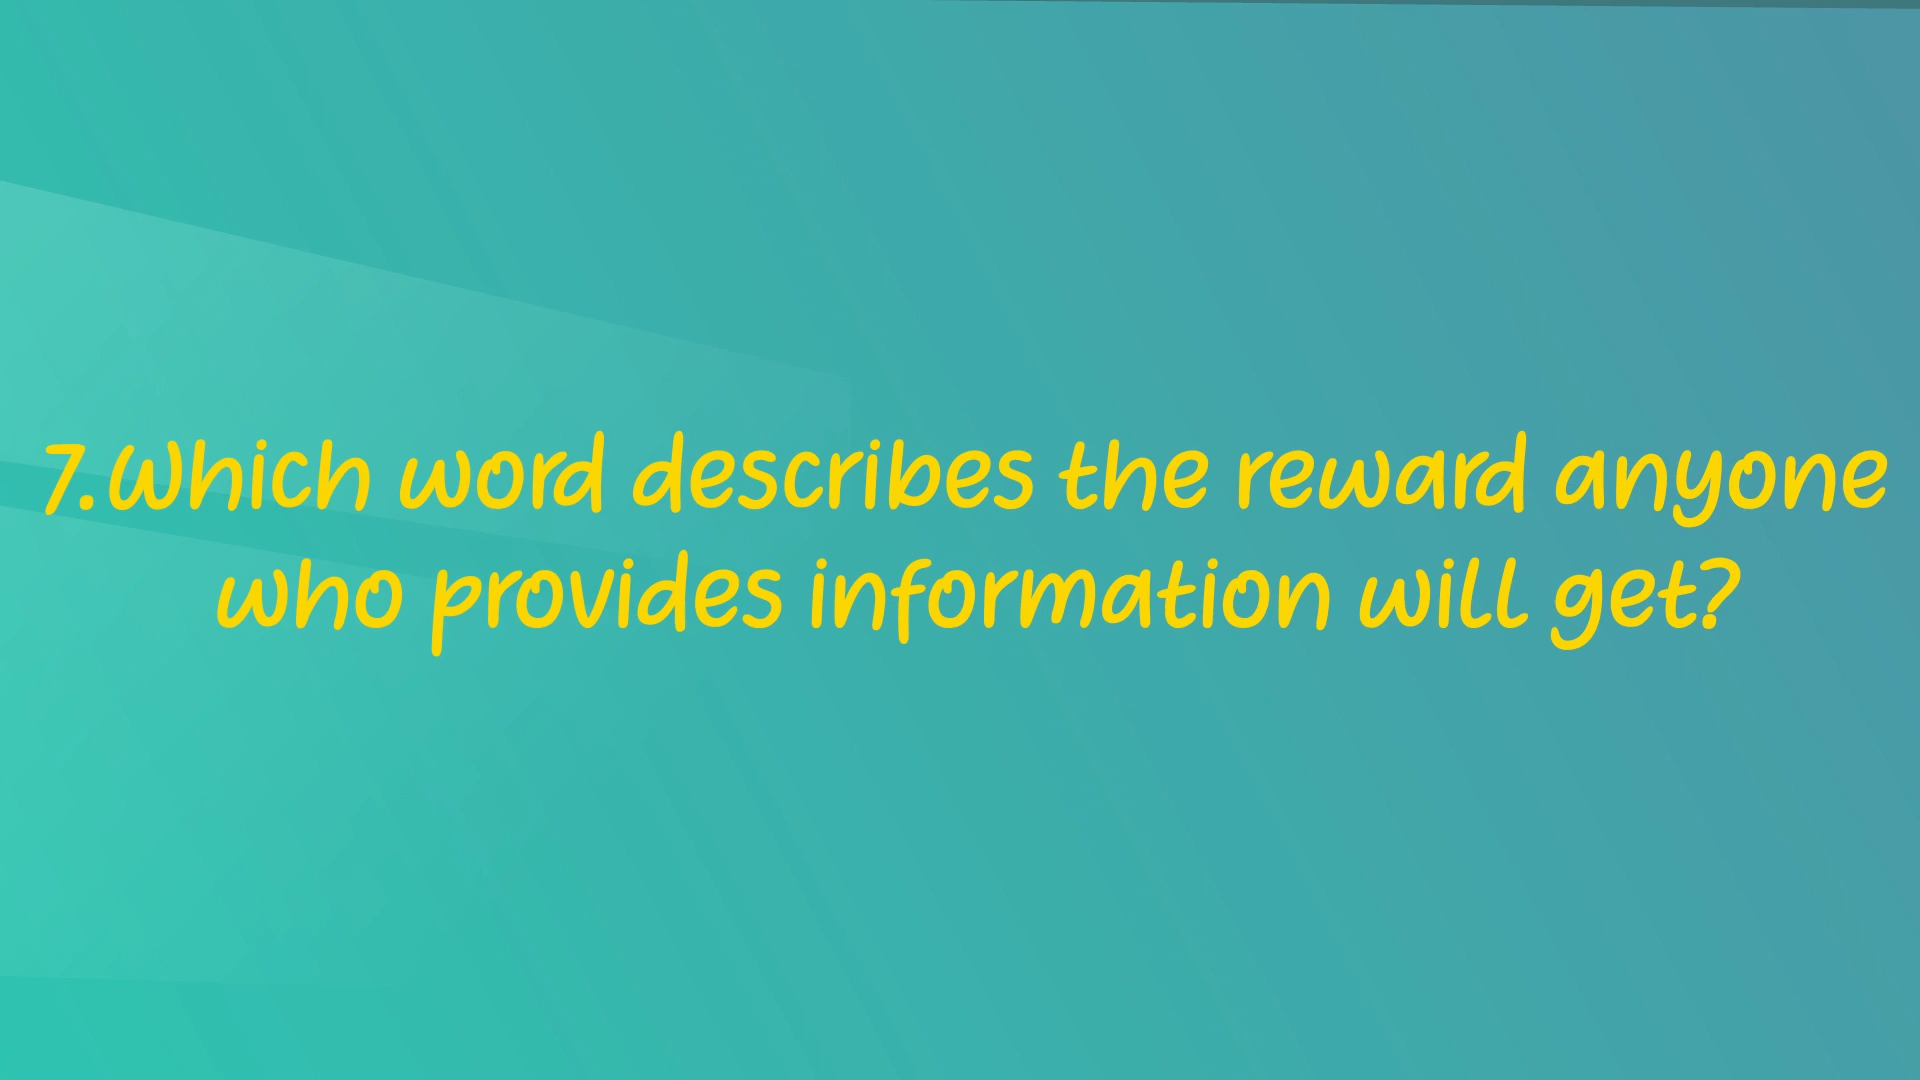 7.Which word describes the reward anyone
who provides information will get?